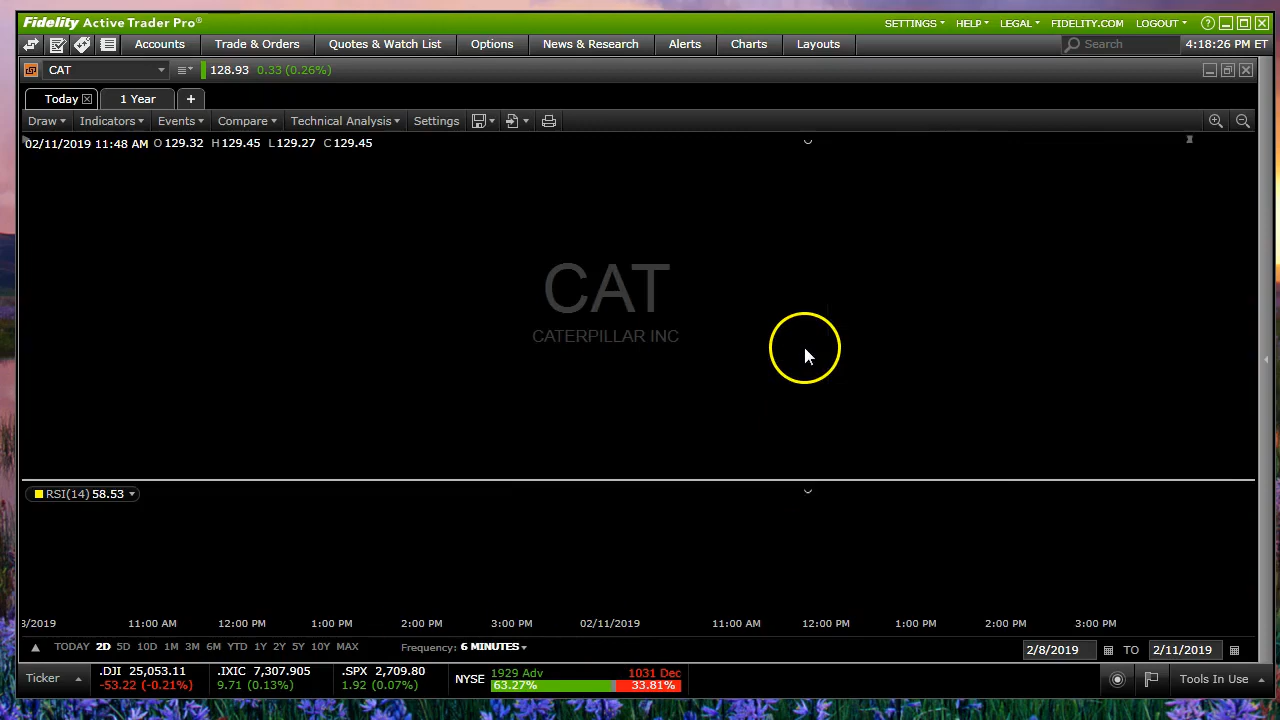 Fidelity Active Trader Pro®
SETTINGS HELP LEGAL FIDELITY.COM LOGOUT ?
Accounts Trade & Orders Quotes & Watch List Options News & Research Alerts Charts Layouts Search 4:18:26 PM ET
CAT 128.93 0.33 (0.26%)
Today 1 Year +
Draw Indicators Events Compare Technical Analysis Settings
02/11/2019 11:48 AM O 129.32 H 129.45 L 129.27 C 129.45
CAT
CATERPILLAR INC
RSI(14) 58.53
3/2019 11:00 AM 12:00 PM 1:00 PM 2:00 PM 3:00 PM 02/11/2019 11:00 AM 12:00 PM 1:00 PM 2:00 PM 3:00 PM
TODAY 2D 5D 10D 1M 3M 6M YTD 1Y 2Y 5Y 10Y MAX Frequency: 6 MINUTES 2/8/2019 TO 2/11/2019
Ticker .DJI 25,053.11 .IXIC 7,307.905 .SPX 2,709.80 NYSE 1929 Adv 1031 Dec Tools In Use
-53.22 (-0.21%) 9.71 (0.13%) 1.92 (0.07%) 63.27% 33.81%